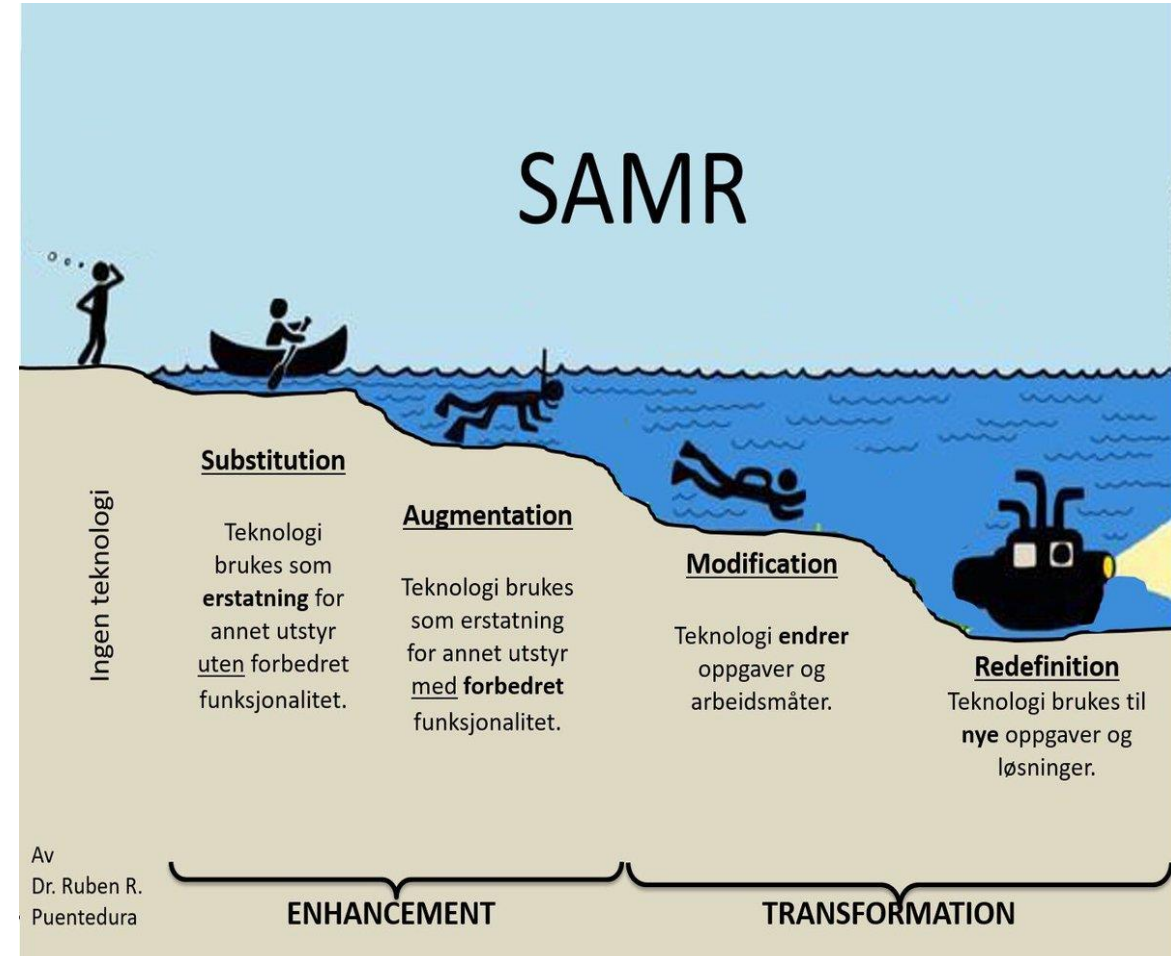 SAMR
Ingen teknologi
Substitution
Teknologi
brukes som
erstatning for
annet utstyr
uten forbedret
funksjonalitet.
Augmentation
Teknologi brukes
som erstatning
for annet utstyr
med forbedret
funksjonalitet.
Modification
Teknologi endrer
oppgaver og
arbeidsmåter.
Redefinition
Teknologi brukes til
nye oppgaver og
løsninger.
Av
Dr. Ruben R.
Puentedura
ENHANCEMENT
TRANSFORMATION